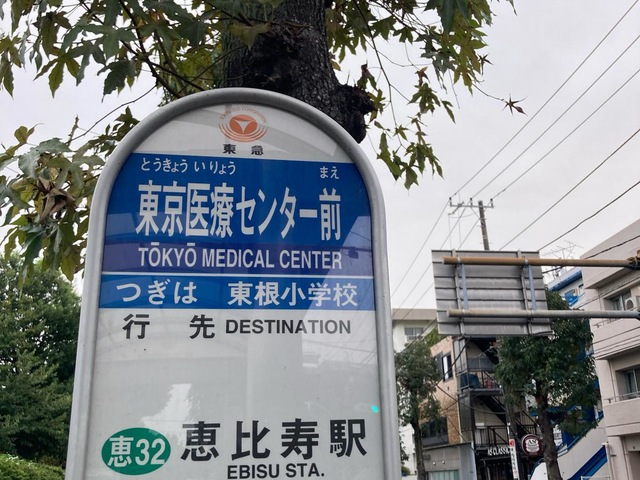 東急
とうきょう いりょう まえ
東京医療センター前
TŌKYŌ MEDICAL CENTER
つぎは 東根小学校
行先 DESTINATION
恵32 恵比寿駅
EBISU STA.